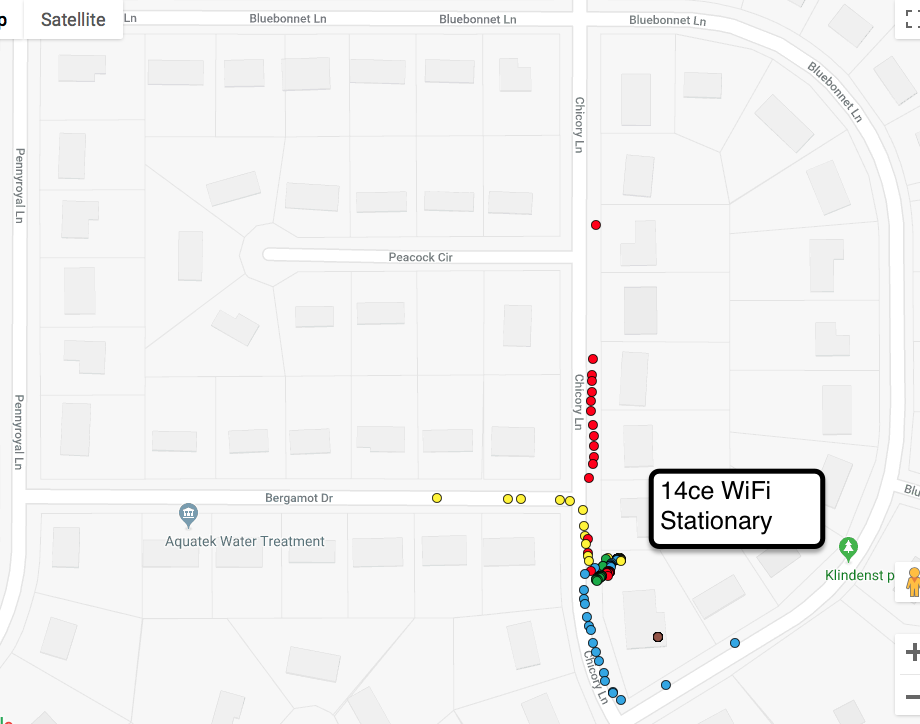 Satellite
Ln
Bluebonnet Ln
Bluebonnet Ln
Bluebonnet Ln
Bluebonnet Ln
Chicory Ln
Pennyroyal Ln
Peacock Cir
Chicory Ln
Pennyroyal Ln
14ce WiFi
Stationary
Bergamot Dr
Aquatek Water Treatment
Klindenst p
Chicory Ln